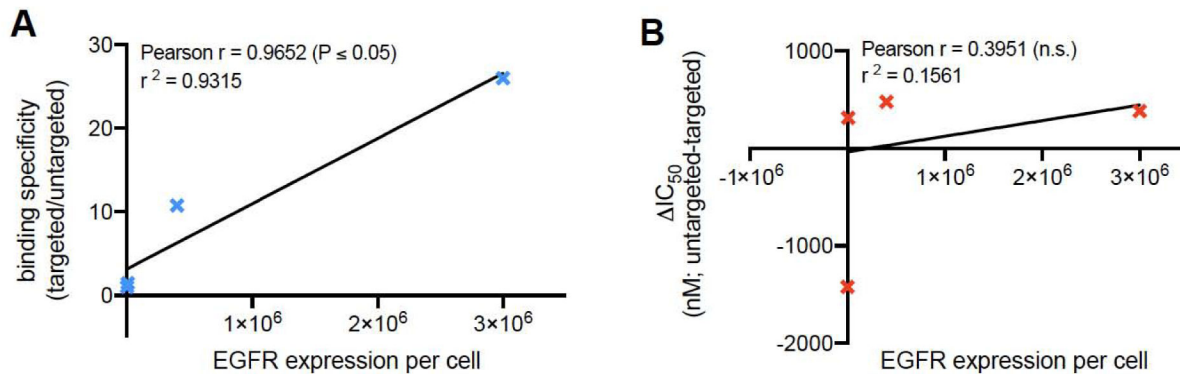 A
Pearson r = 0.9652 (P ≤ 0.05)
r² = 0.9315
binding specificity
(targeted/untargeted)
30
20
10
0
1×10⁶
2×10⁶
3×10⁶
EGFR expression per cell
B
Pearson r = 0.3951 (n.s.)
r² = 0.1561
ΔIC₅₀
(nM; untargeted-targeted)
1000
-1×10⁶
1×10⁶
2×10⁶
3×10⁶
-1000
-2000
EGFR expression per cell